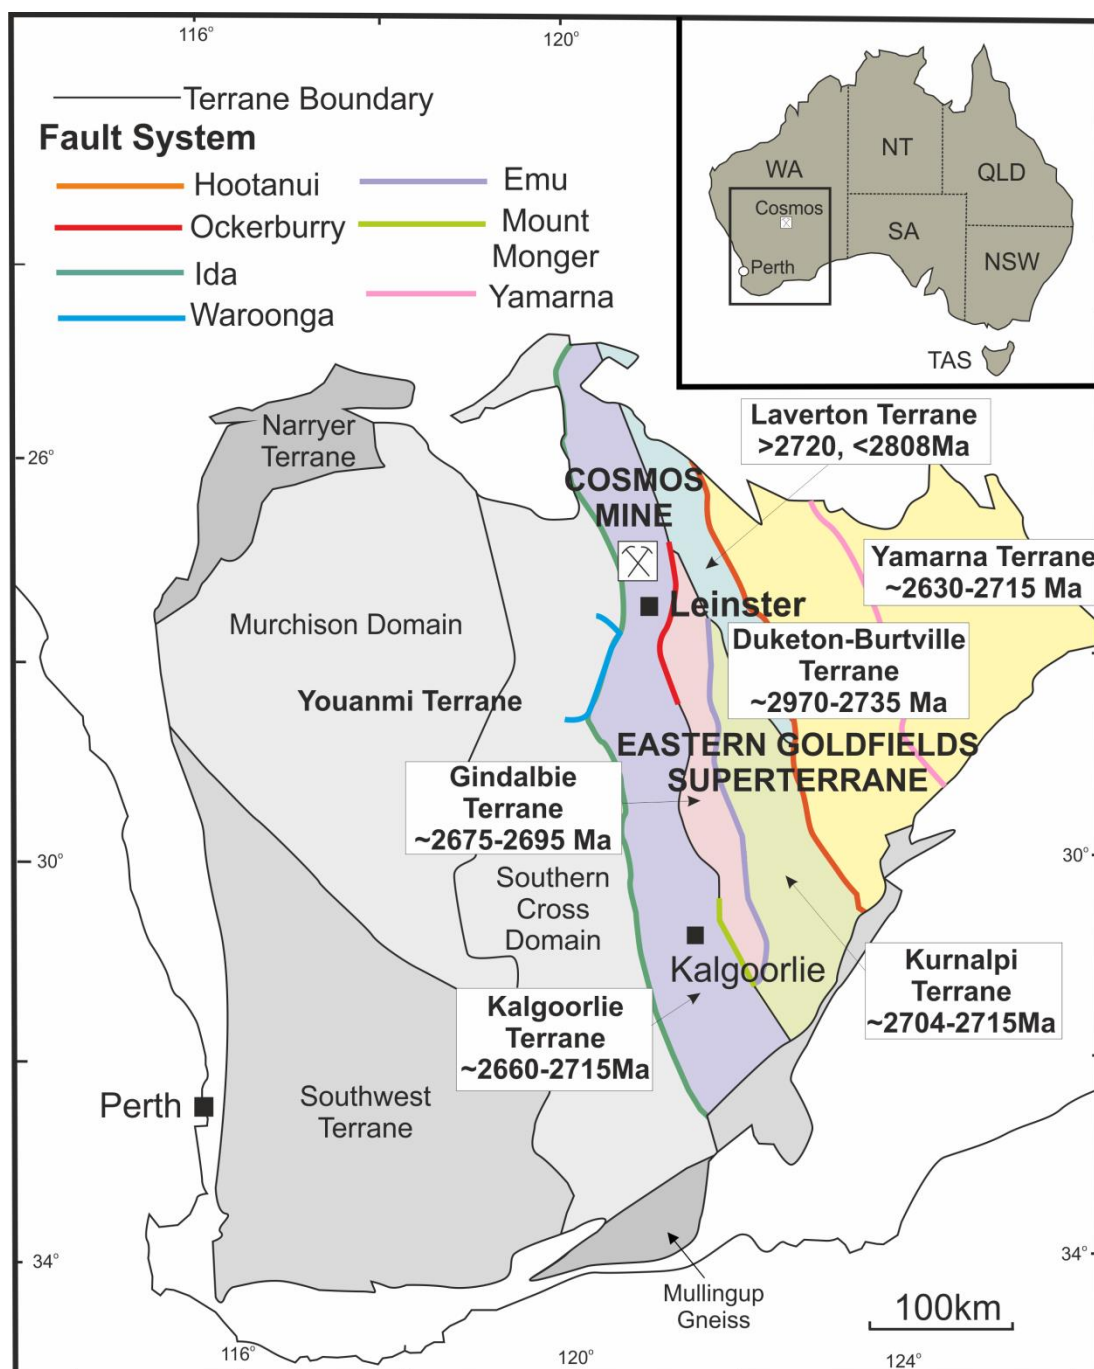 116°
120°
Terrane Boundary
Fault System
Hootanui
Ockerburry
Ida
Waroonga
Emu
Mount
Monger
Yamarna
WA
NT
QLD
Cosmos
SA
NSW
Perth
TAS
Narryer
Terrane
26°
COSMOS
MINE
Laverton Terrane
>2720, <2808Ma
Yamarna Terrane
~2630-2715 Ma
Leinster
Murchison Domain
Youanmi Terrane
Duketon-Burtville
Terrane
~2970-2735 Ma
EASTERN GOLDFIELDS
SUPERTERRANE
Gindalbie
Terrane
~2675-2695 Ma
30°
30°
Southern
Cross
Domain
Kalgoorlie
Kurnalpi
Terrane
~2704-2715Ma
Kalgoorlie
Terrane
~2660-2715Ma
Perth
Southwest
Terrane
34°
34°
Mullingup
Gneiss
100km
116°
120°
124°